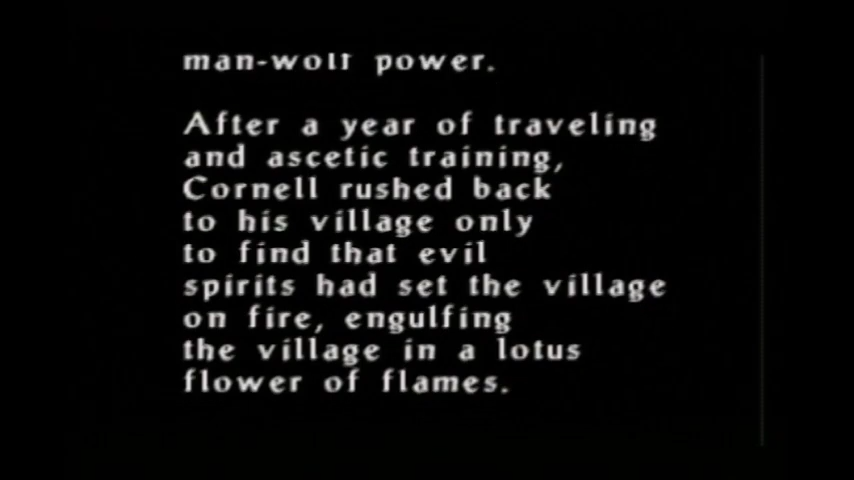 man-wolf power.
After a year of traveling
and ascetic training,
Cornell rushed back
to his village only
to find that evil
spirits had set the village
on fire, engulfing
the village in a lotus
flower of flames.